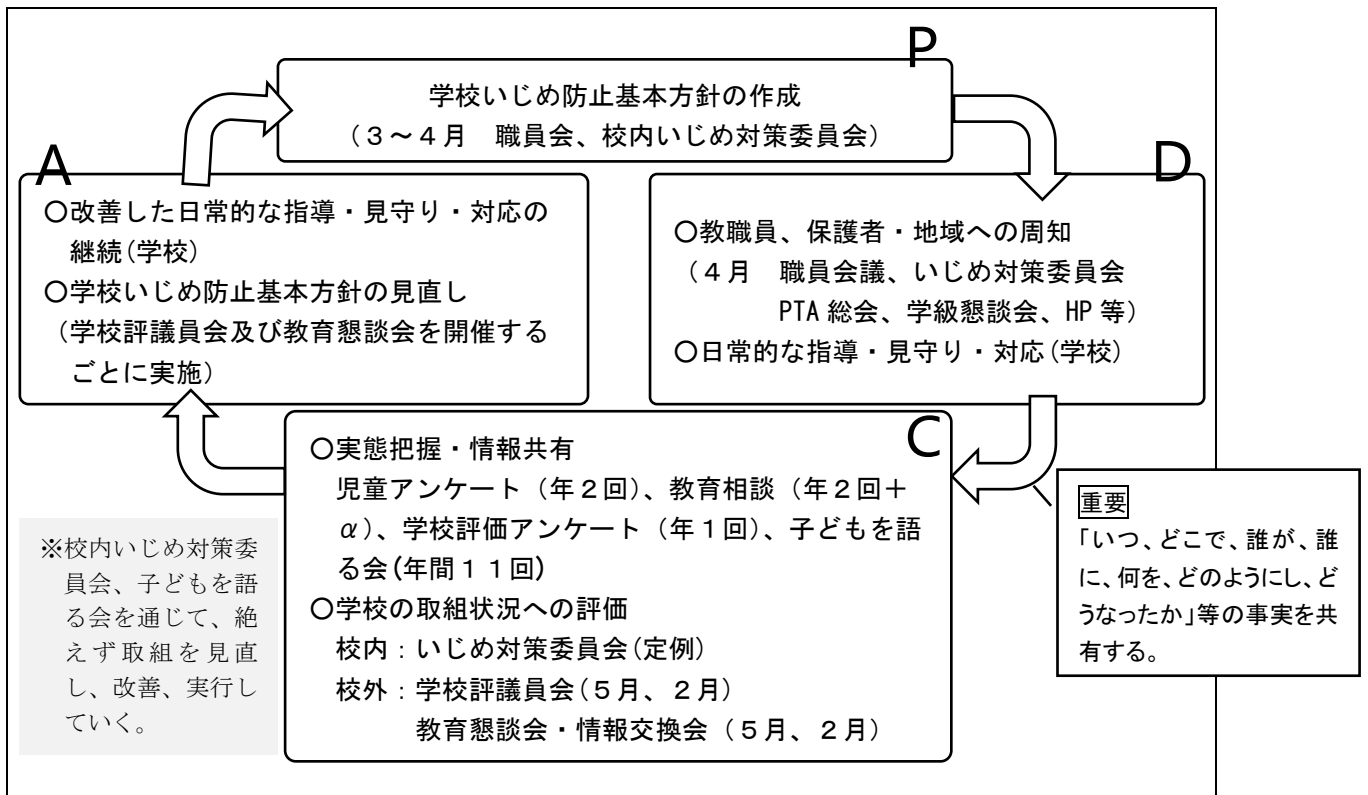 P
学校いじめ防止基本方針の作成
（３～４月　職員会、校内いじめ対策委員会）
D
○教職員、保護者・地域への周知
（４月　職員会議、いじめ対策委員会
PTA 総会、学級懇談会、HP 等）
○日常的な指導・見守り・対応(学校)
A
○改善した日常的な指導・見守り・対応の
継続(学校)
○学校いじめ防止基本方針の見直し
（学校評議員会及び教育懇談会を開催する
ごとに実施）
C
○実態把握・情報共有
児童アンケート（年２回）、教育相談（年２回＋
α）、学校評価アンケート（年１回）、子どもを語
る会(年間１１回)
○学校の取組状況への評価
校内：いじめ対策委員会(定例)
校外：学校評議員会(５月、２月)
教育懇談会・情報交換会（５月、２月）
重要
「いつ、どこで、誰が、誰
に、何を、どのようにし、ど
うなったか」等の事実を共
有する。
※校内いじめ対策委
員会、子どもを語
る会を通じて、絶
えず取組を見直
し、改善、実行し
ていく。